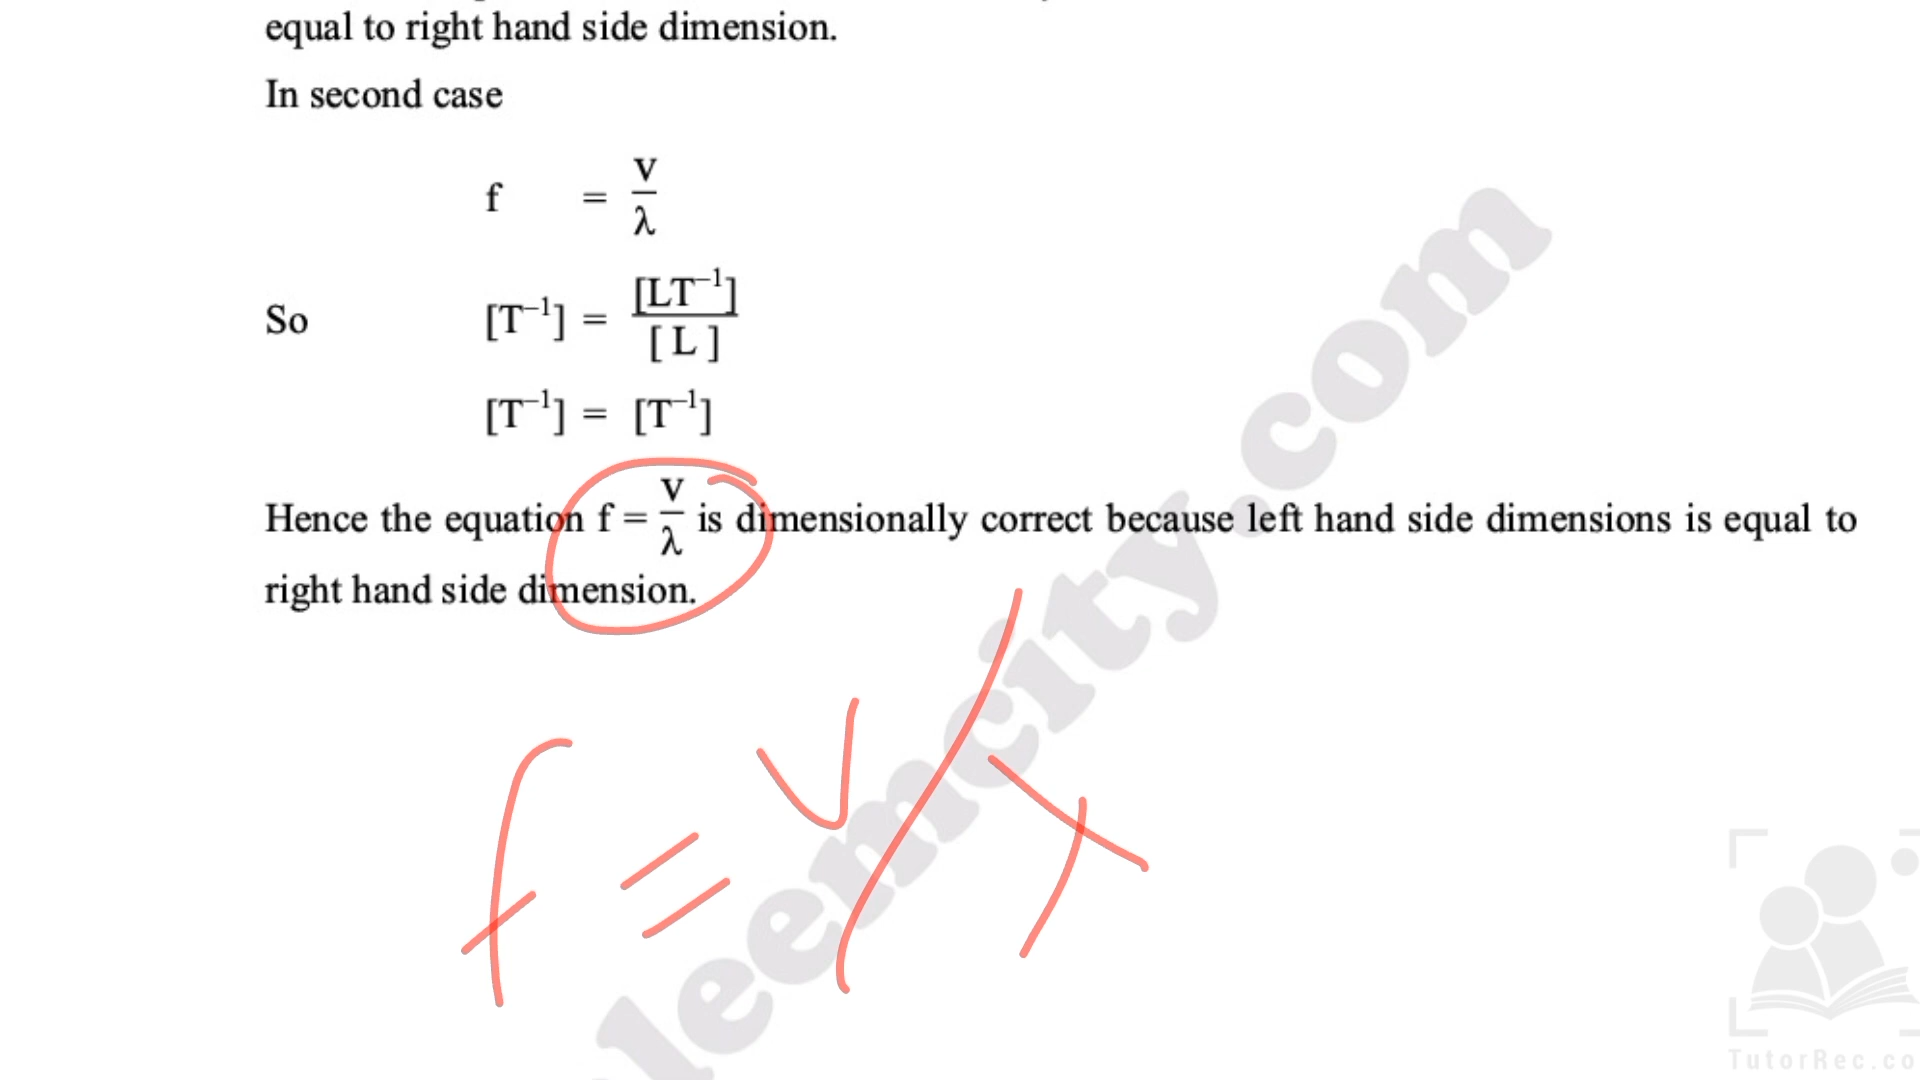 equal to right hand side dimension.
In second case
f = v/λ
So [T⁻¹] = [LT⁻¹]/[ L ]
[T⁻¹] = [T⁻¹]
Hence the equation f = v/λ is dimensionally correct because left hand side dimensions is equal to
right hand side dimension.
f = v/λ
leemcity.com
TutorRec.co